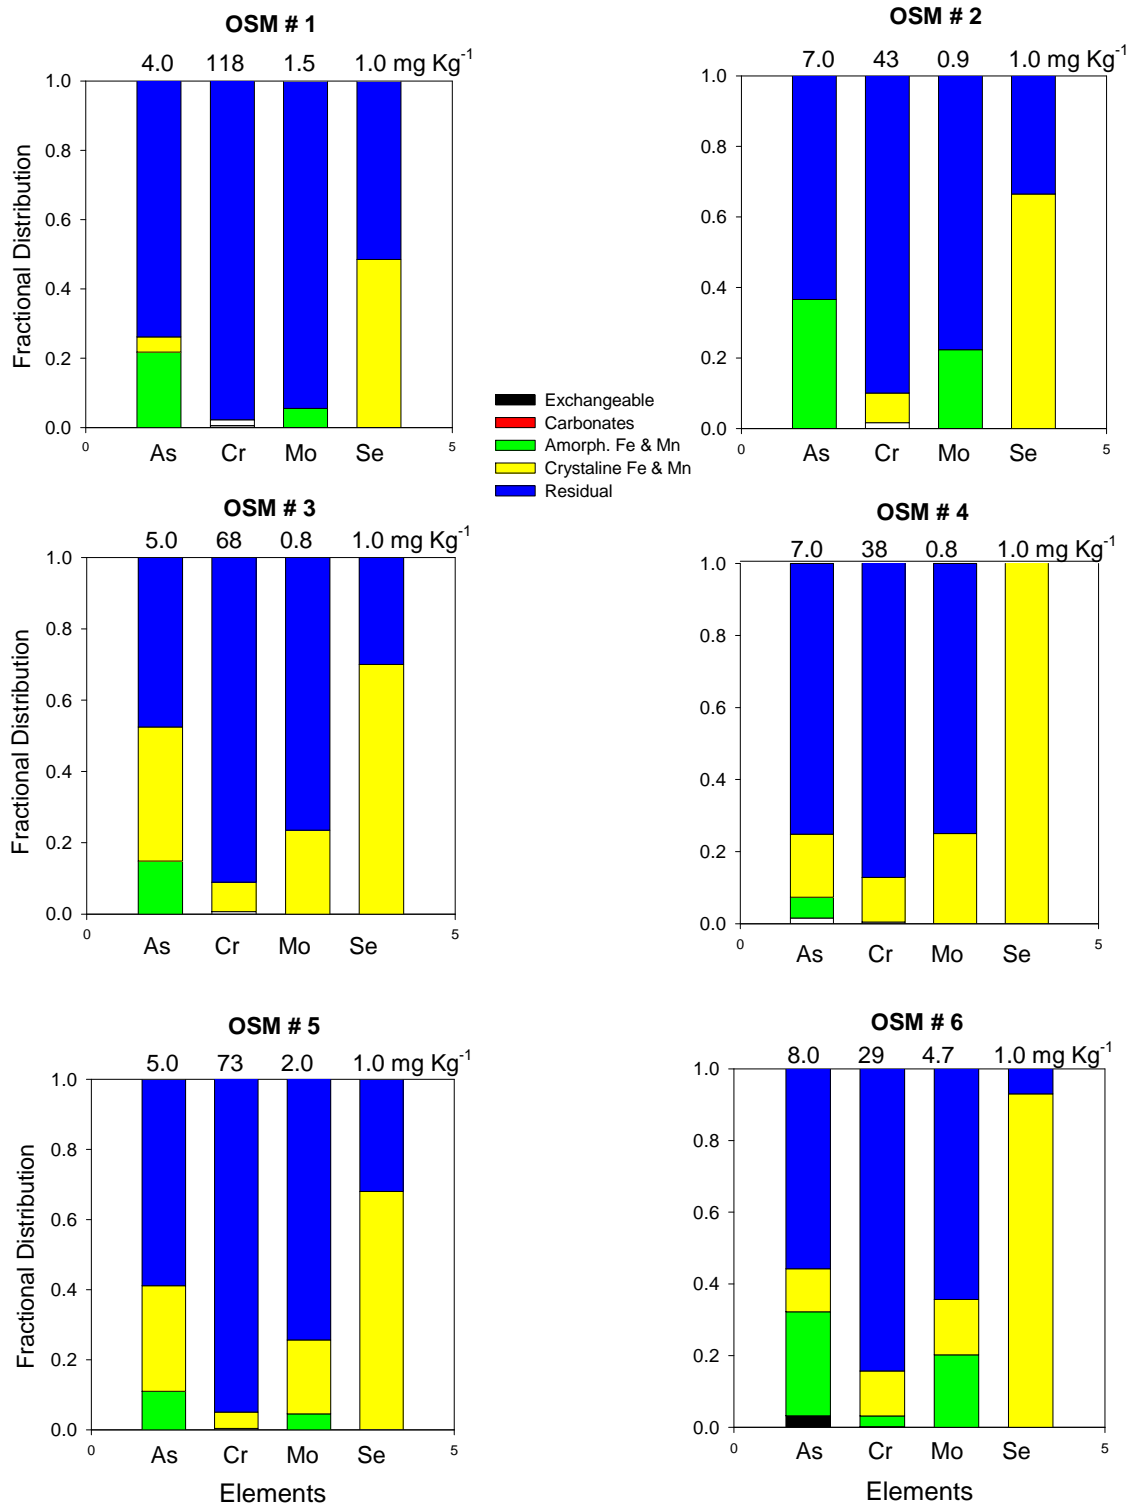 OSM # 1
4.0 118 1.5 1.0 mg Kg-1
1.0
0.8
0.6
0.4
0.2
0.0
Fractional Distribution
0 5
As Cr Mo Se
OSM # 2
7.0 43 0.9 1.0 mg Kg-1
1.0
0.8
0.6
0.4
0.2
0.0
0 5
As Cr Mo Se
Exchangeable
Carbonates
Amorph. Fe & Mn
Crystaline Fe & Mn
Residual
OSM # 3
5.0 68 0.8 1.0 mg Kg-1
1.0
0.8
0.6
0.4
0.2
0.0
Fractional Distribution
0 5
As Cr Mo Se
OSM # 4
7.0 38 0.8 1.0 mg Kg-1
1.0
0.8
0.6
0.4
0.2
0.0
0 5
As Cr Mo Se
OSM # 5
5.0 73 2.0 1.0 mg Kg-1
1.0
0.8
0.6
0.4
0.2
0.0
Fractional Distribution
0 5
As Cr Mo Se
Elements
OSM # 6
8.0 29 4.7 1.0 mg Kg-1
1.0
0.8
0.6
0.4
0.2
0.0
0 5
As Cr Mo Se
Elements